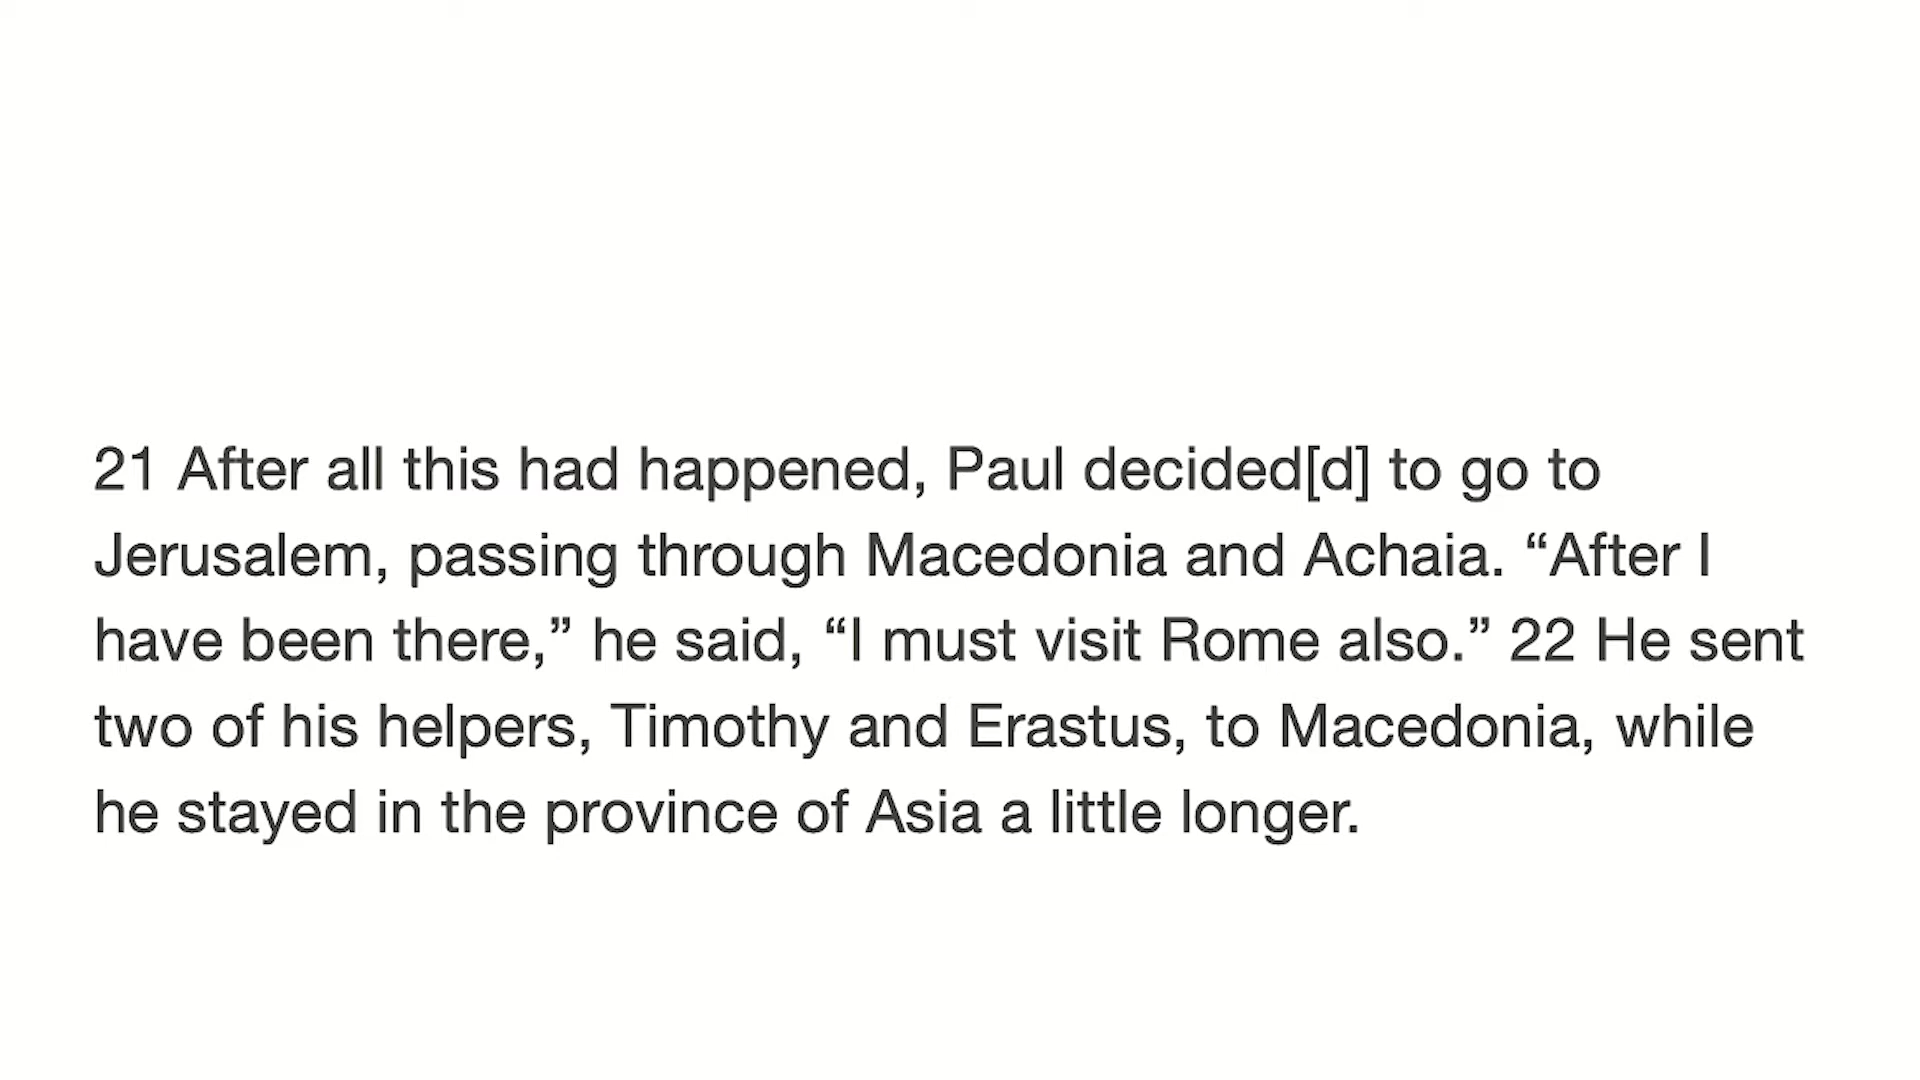 21 After all this had happened, Paul decided[d] to go to
Jerusalem, passing through Macedonia and Achaia. “After I
have been there,” he said, “I must visit Rome also.” 22 He sent
two of his helpers, Timothy and Erastus, to Macedonia, while
he stayed in the province of Asia a little longer.